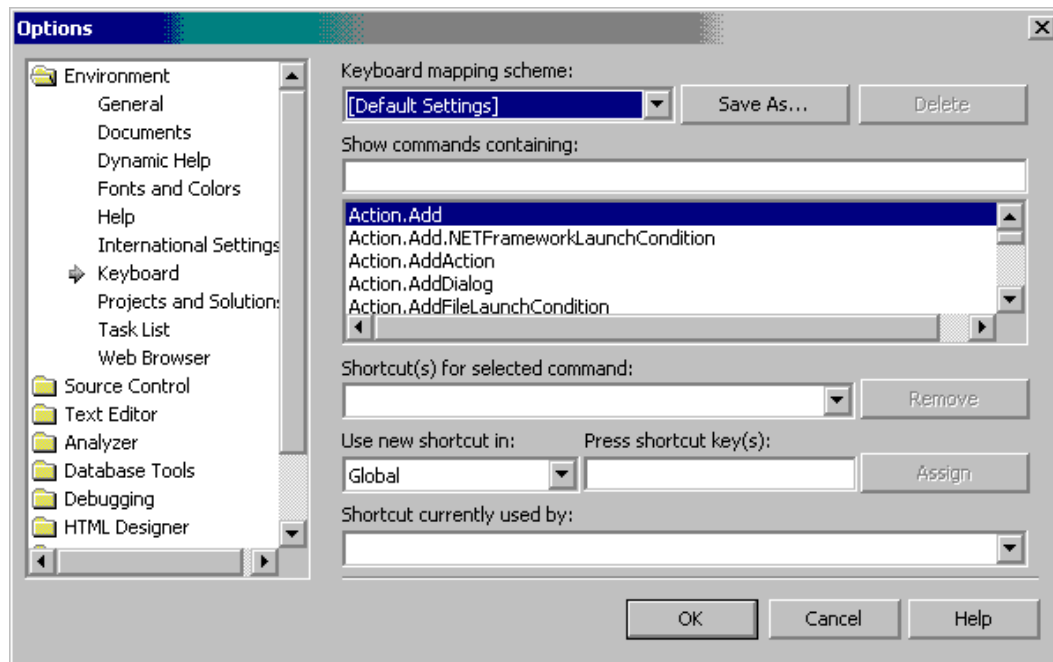 Options
Environment
General
Documents
Dynamic Help
Fonts and Colors
Help
International Settings
Keyboard
Projects and Solution
Task List
Web Browser
Source Control
Text Editor
Analyzer
Database Tools
Debugging
HTML Designer
Keyboard mapping scheme:
[Default Settings]
Save As...
Delete
Show commands containing:
Action.Add
Action.Add.NETFrameworkLaunchCondition
Action.AddAction
Action.AddDialog
Action.AddFileLaunchCondition
Shortcut(s) for selected command:
Remove
Use new shortcut in:
Press shortcut key(s):
Global
Assign
Shortcut currently used by:
OK
Cancel
Help